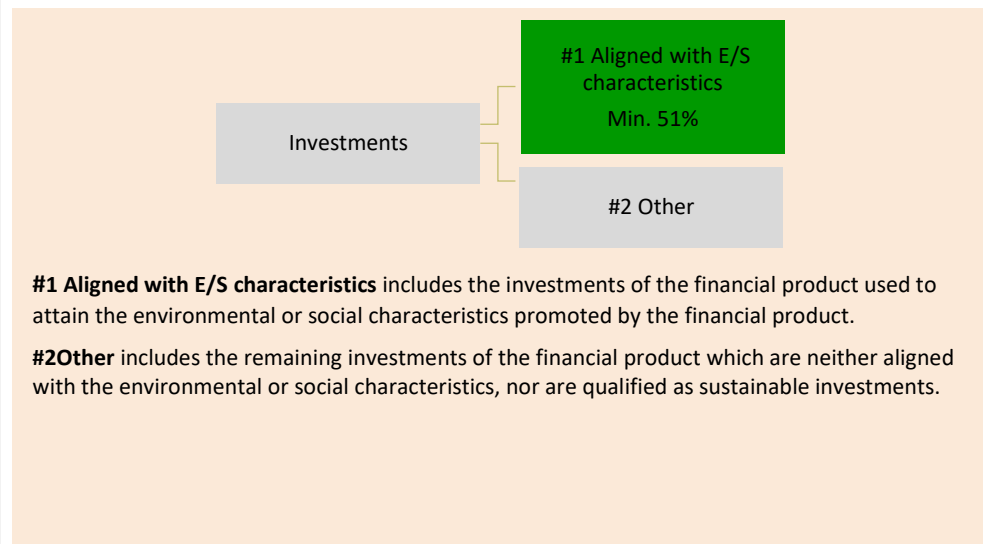 #1 Aligned with E/S
characteristics
Min. 51%
Investments
#2 Other
#1 Aligned with E/S characteristics includes the investments of the financial product used to
attain the environmental or social characteristics promoted by the financial product.
#2Other includes the remaining investments of the financial product which are neither aligned
with the environmental or social characteristics, nor are qualified as sustainable investments.